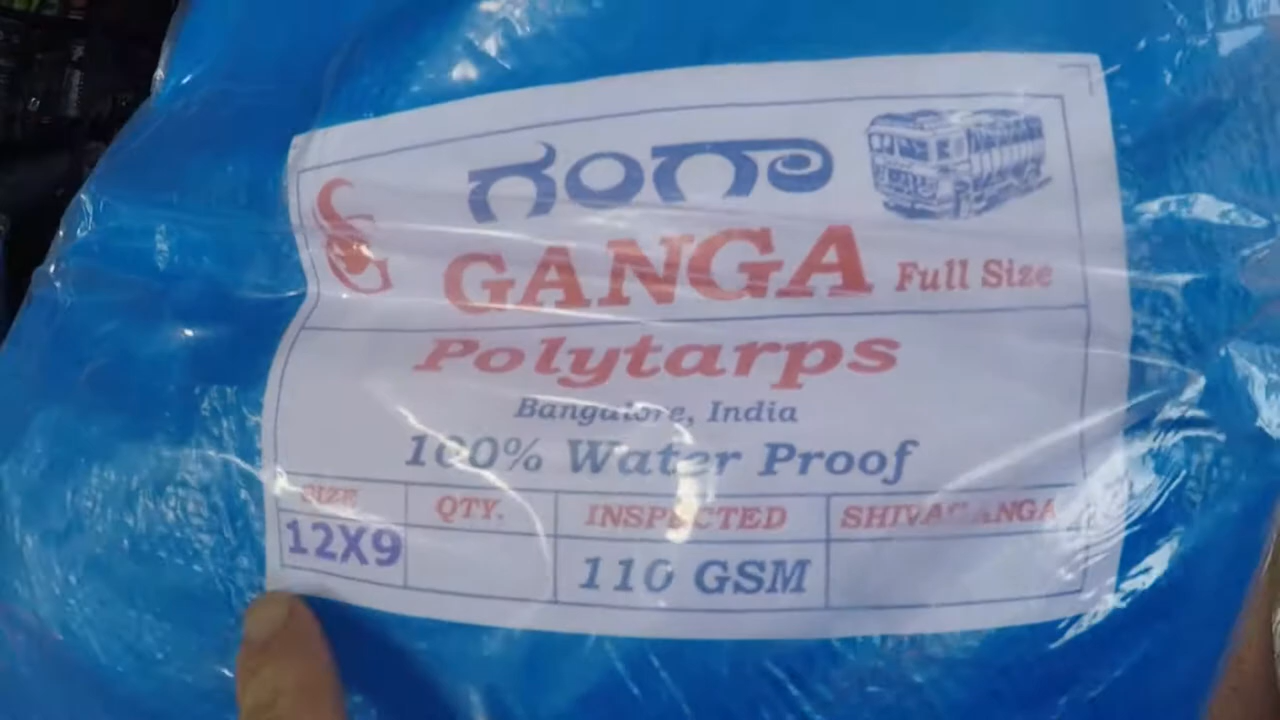 ಗಂಗಾ
GANGA Full Size
Polytarps
Bangalore, India
100% Water Proof
SIZE QTY. INSPECTED SHIVAGANGA
12X9 110 GSM